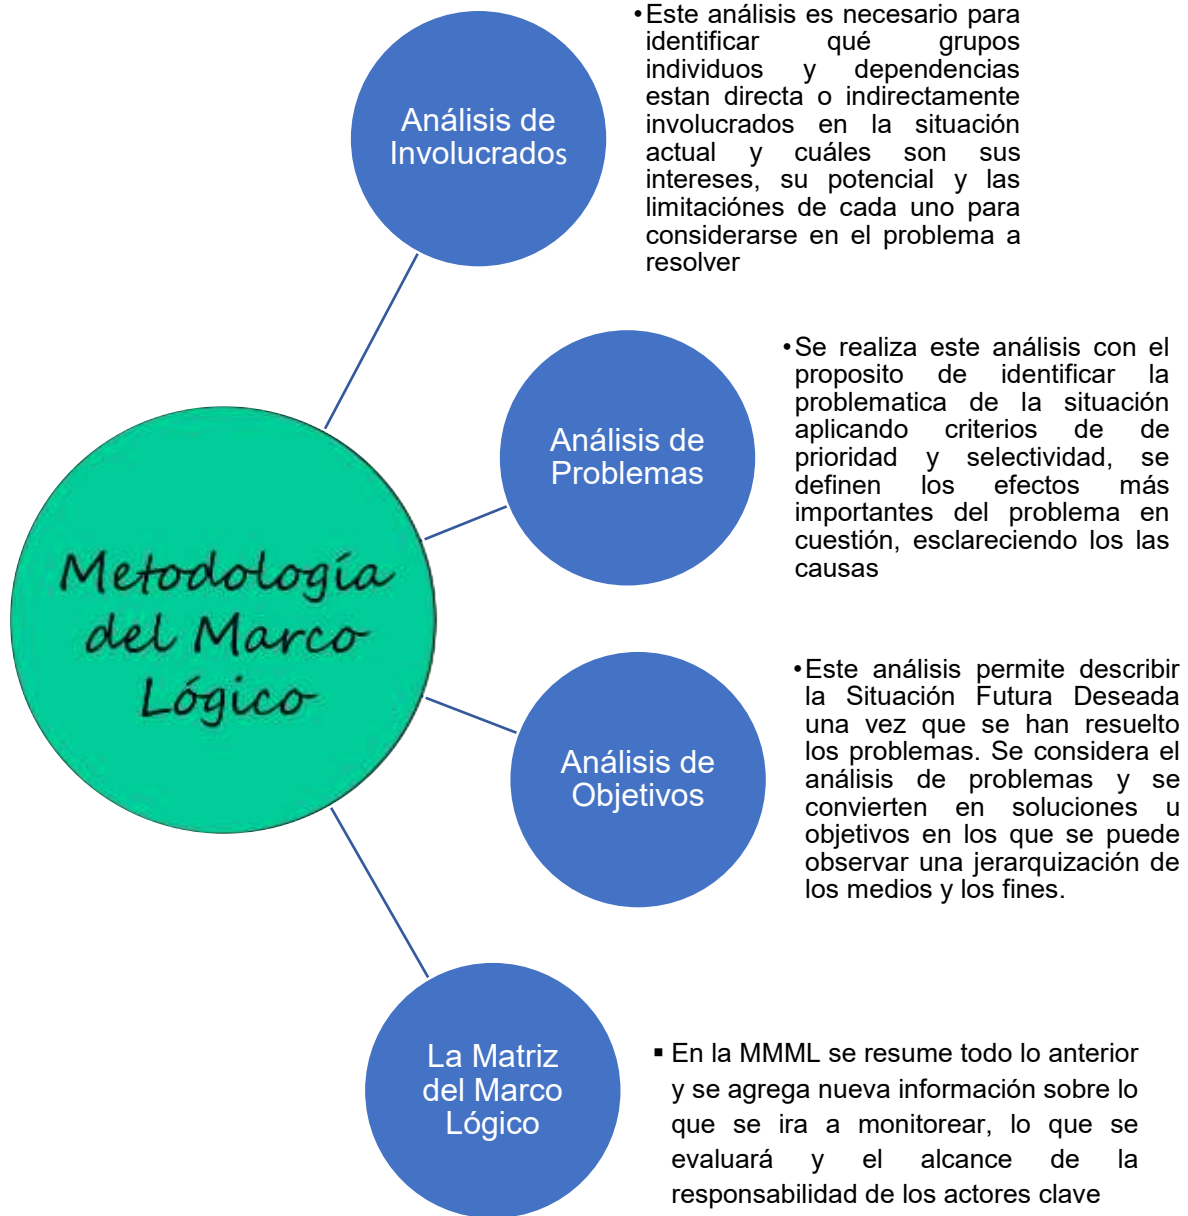 •Este análisis es necesario para
identificar qué grupos
individuos y dependencias
estan directa o indirectamente
involucrados en la situación
actual y cuáles son sus
intereses, su potencial y las
limitaciónes de cada uno para
considerarse en el problema a
resolver
Análisis de
Involucrados
•Se realiza este análisis con el
proposito de identificar la
problematica de la situación
aplicando criterios de de
prioridad y selectividad, se
definen los efectos más
importantes del problema en
cuestión, esclareciendo los las
causas
Análisis de
Problemas
Metodología
del Marco
Lógico
•Este análisis permite describir
la Situación Futura Deseada
una vez que se han resuelto
los problemas. Se considera el
análisis de problemas y se
convierten en soluciones u
objetivos en los que se puede
observar una jerarquización de
los medios y los fines.
Análisis de
Objetivos
La Matriz
del Marco
Lógico
▪ En la MMML se resume todo lo anterior
y se agrega nueva información sobre lo
que se ira a monitorear, lo que se
evaluará y el alcance de la
responsabilidad de los actores clave